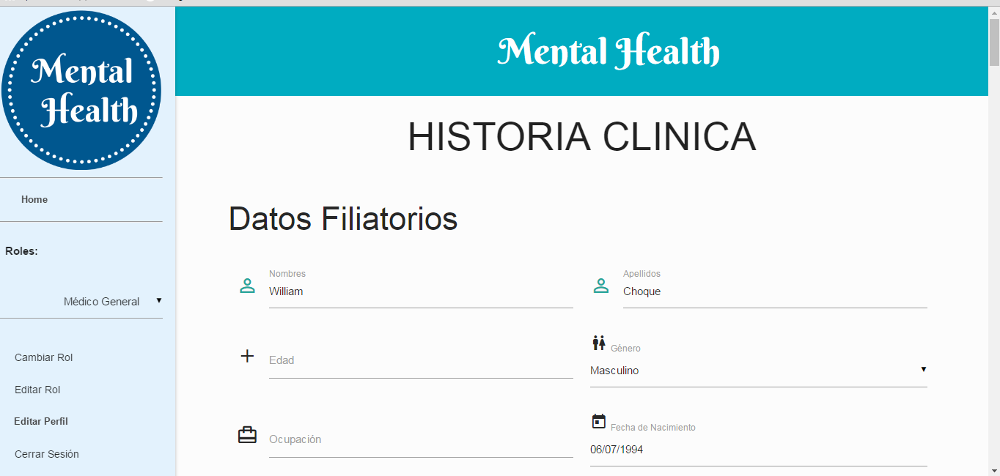 Mental
Health
Home
Roles:
Médico General
Cambiar Rol
Editar Rol
Editar Perfil
Cerrar Sesión
Mental Health
HISTORIA CLINICA
Datos Filiatorios
Nombres
William
Apellidos
Choque
Edad
Género
Masculino
Ocupación
Fecha de Nacimiento
06/07/1994